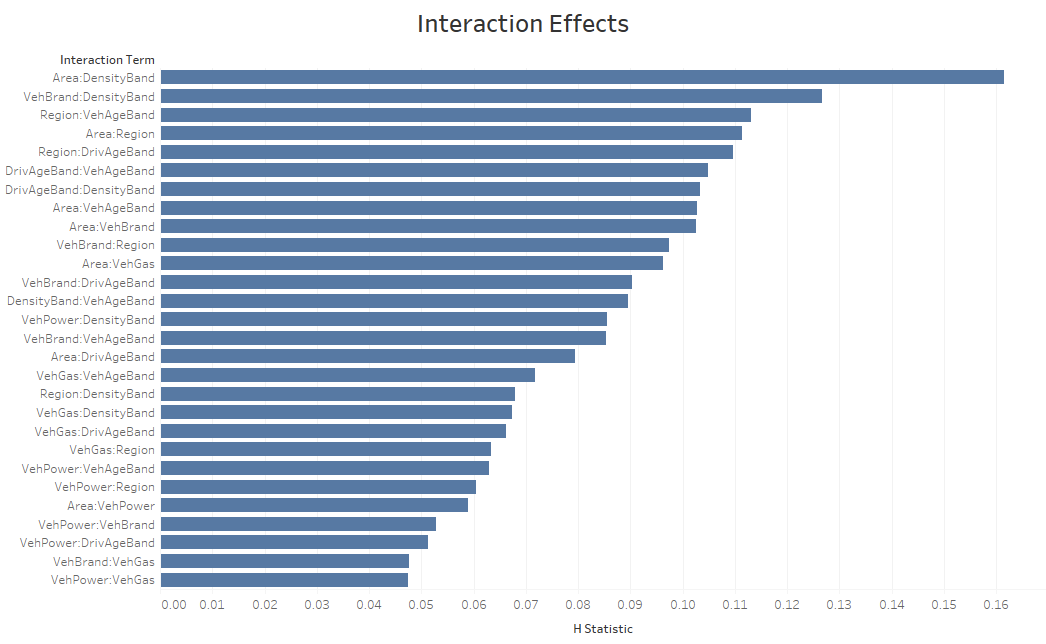 Interaction Effects
Interaction Term
Area:DensityBand
VehBrand:DensityBand
Region:VehAgeBand
Area:Region
Region:DrivAgeBand
DrivAgeBand:VehAgeBand
DrivAgeBand:DensityBand
Area:VehAgeBand
Area:VehBrand
VehBrand:Region
Area:VehGas
VehBrand:DrivAgeBand
DensityBand:VehAgeBand
VehPower:DensityBand
VehBrand:VehAgeBand
Area:DrivAgeBand
VehGas:VehAgeBand
Region:DensityBand
VehGas:DensityBand
VehGas:DrivAgeBand
VehGas:Region
VehPower:VehAgeBand
VehPower:Region
Area:VehPower
VehPower:VehBrand
VehPower:DrivAgeBand
VehBrand:VehGas
VehPower:VehGas
0.00 0.01 0.02 0.03 0.04 0.05 0.06 0.07 0.08 0.09 0.10 0.11 0.12 0.13 0.14 0.15 0.16
H Statistic